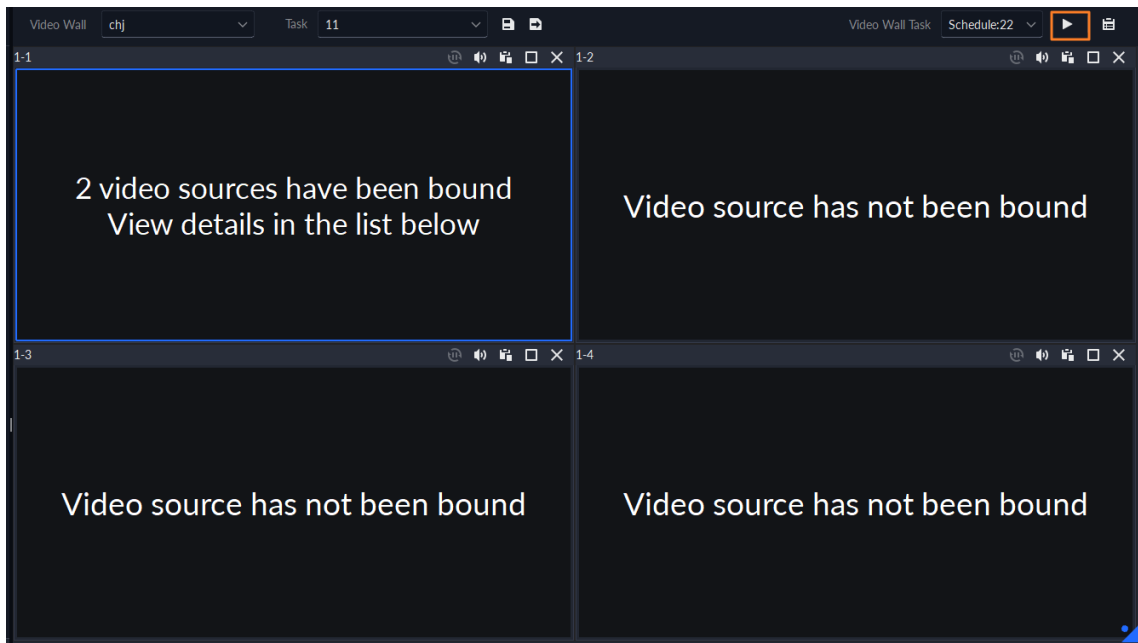 Video Wall chj Task 11 Video Wall Task Schedule:22
1-1 1-2
2 video sources have been bound
View details in the list below
Video source has not been bound
1-3 1-4
Video source has not been bound
Video source has not been bound